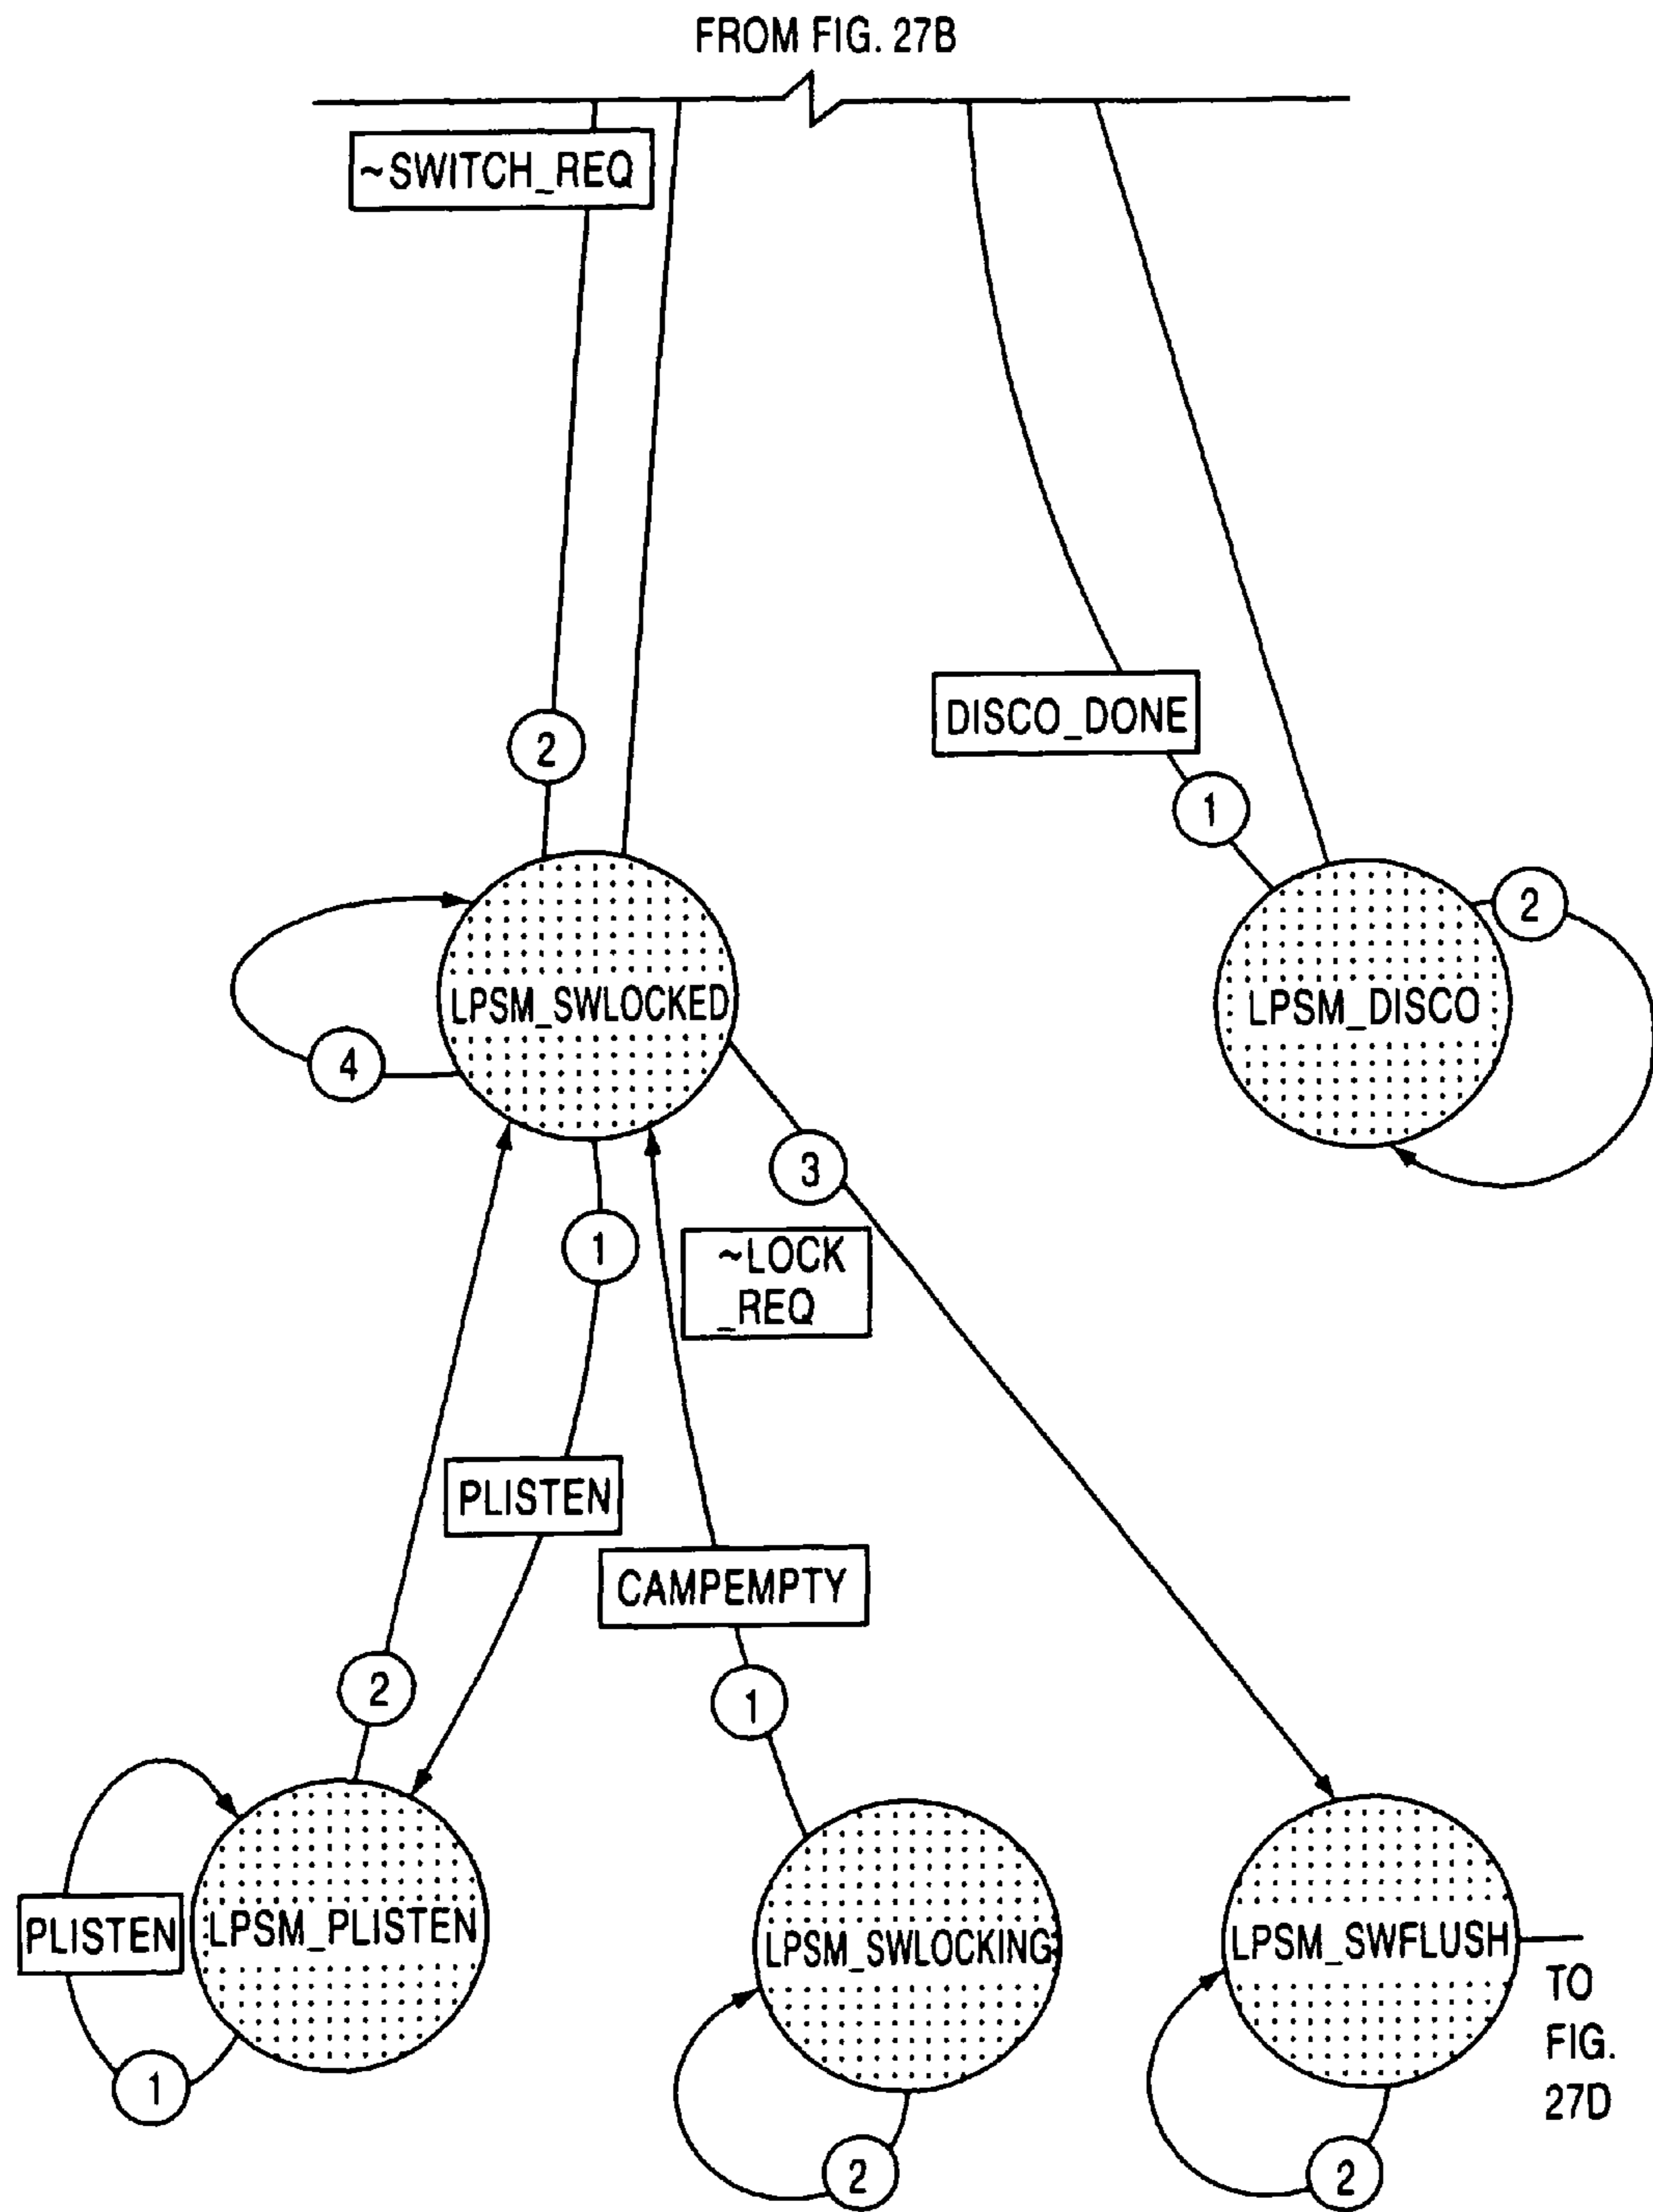 FROM FIG. 27B
~SWITCH_REQ
2
DISCO_DONE
1
2
LPSM_SWLOCKED
LPSM_DISCO
4
3
1
~LOCK
_REQ
PLISTEN
CAMPEMPTY
2
1
PLISTEN
LPSM_PLISTEN
LPSM_SWLOCKING
LPSM_SWFLUSH
TO
FIG.
27D
1
2
2